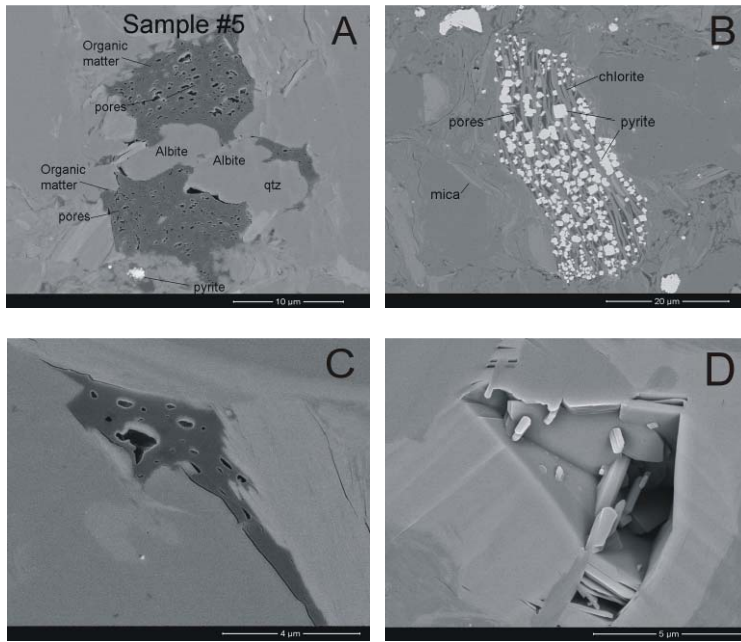 Sample #5
A
Organic
matter
pores
Albite
Albite
Organic
matter
qtz
pores
pyrite
10 µm
B
chlorite
pores
pyrite
mica
20 µm
C
4 µm
D
5 µm